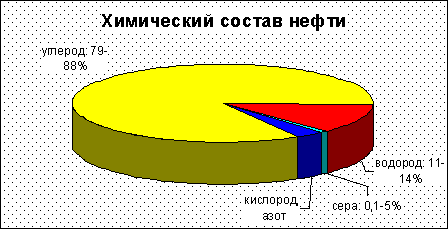 Химический состав нефти
углерод: 79-
88%
водород: 11-
14%
сера: 0,1-5%
кислород,
азот